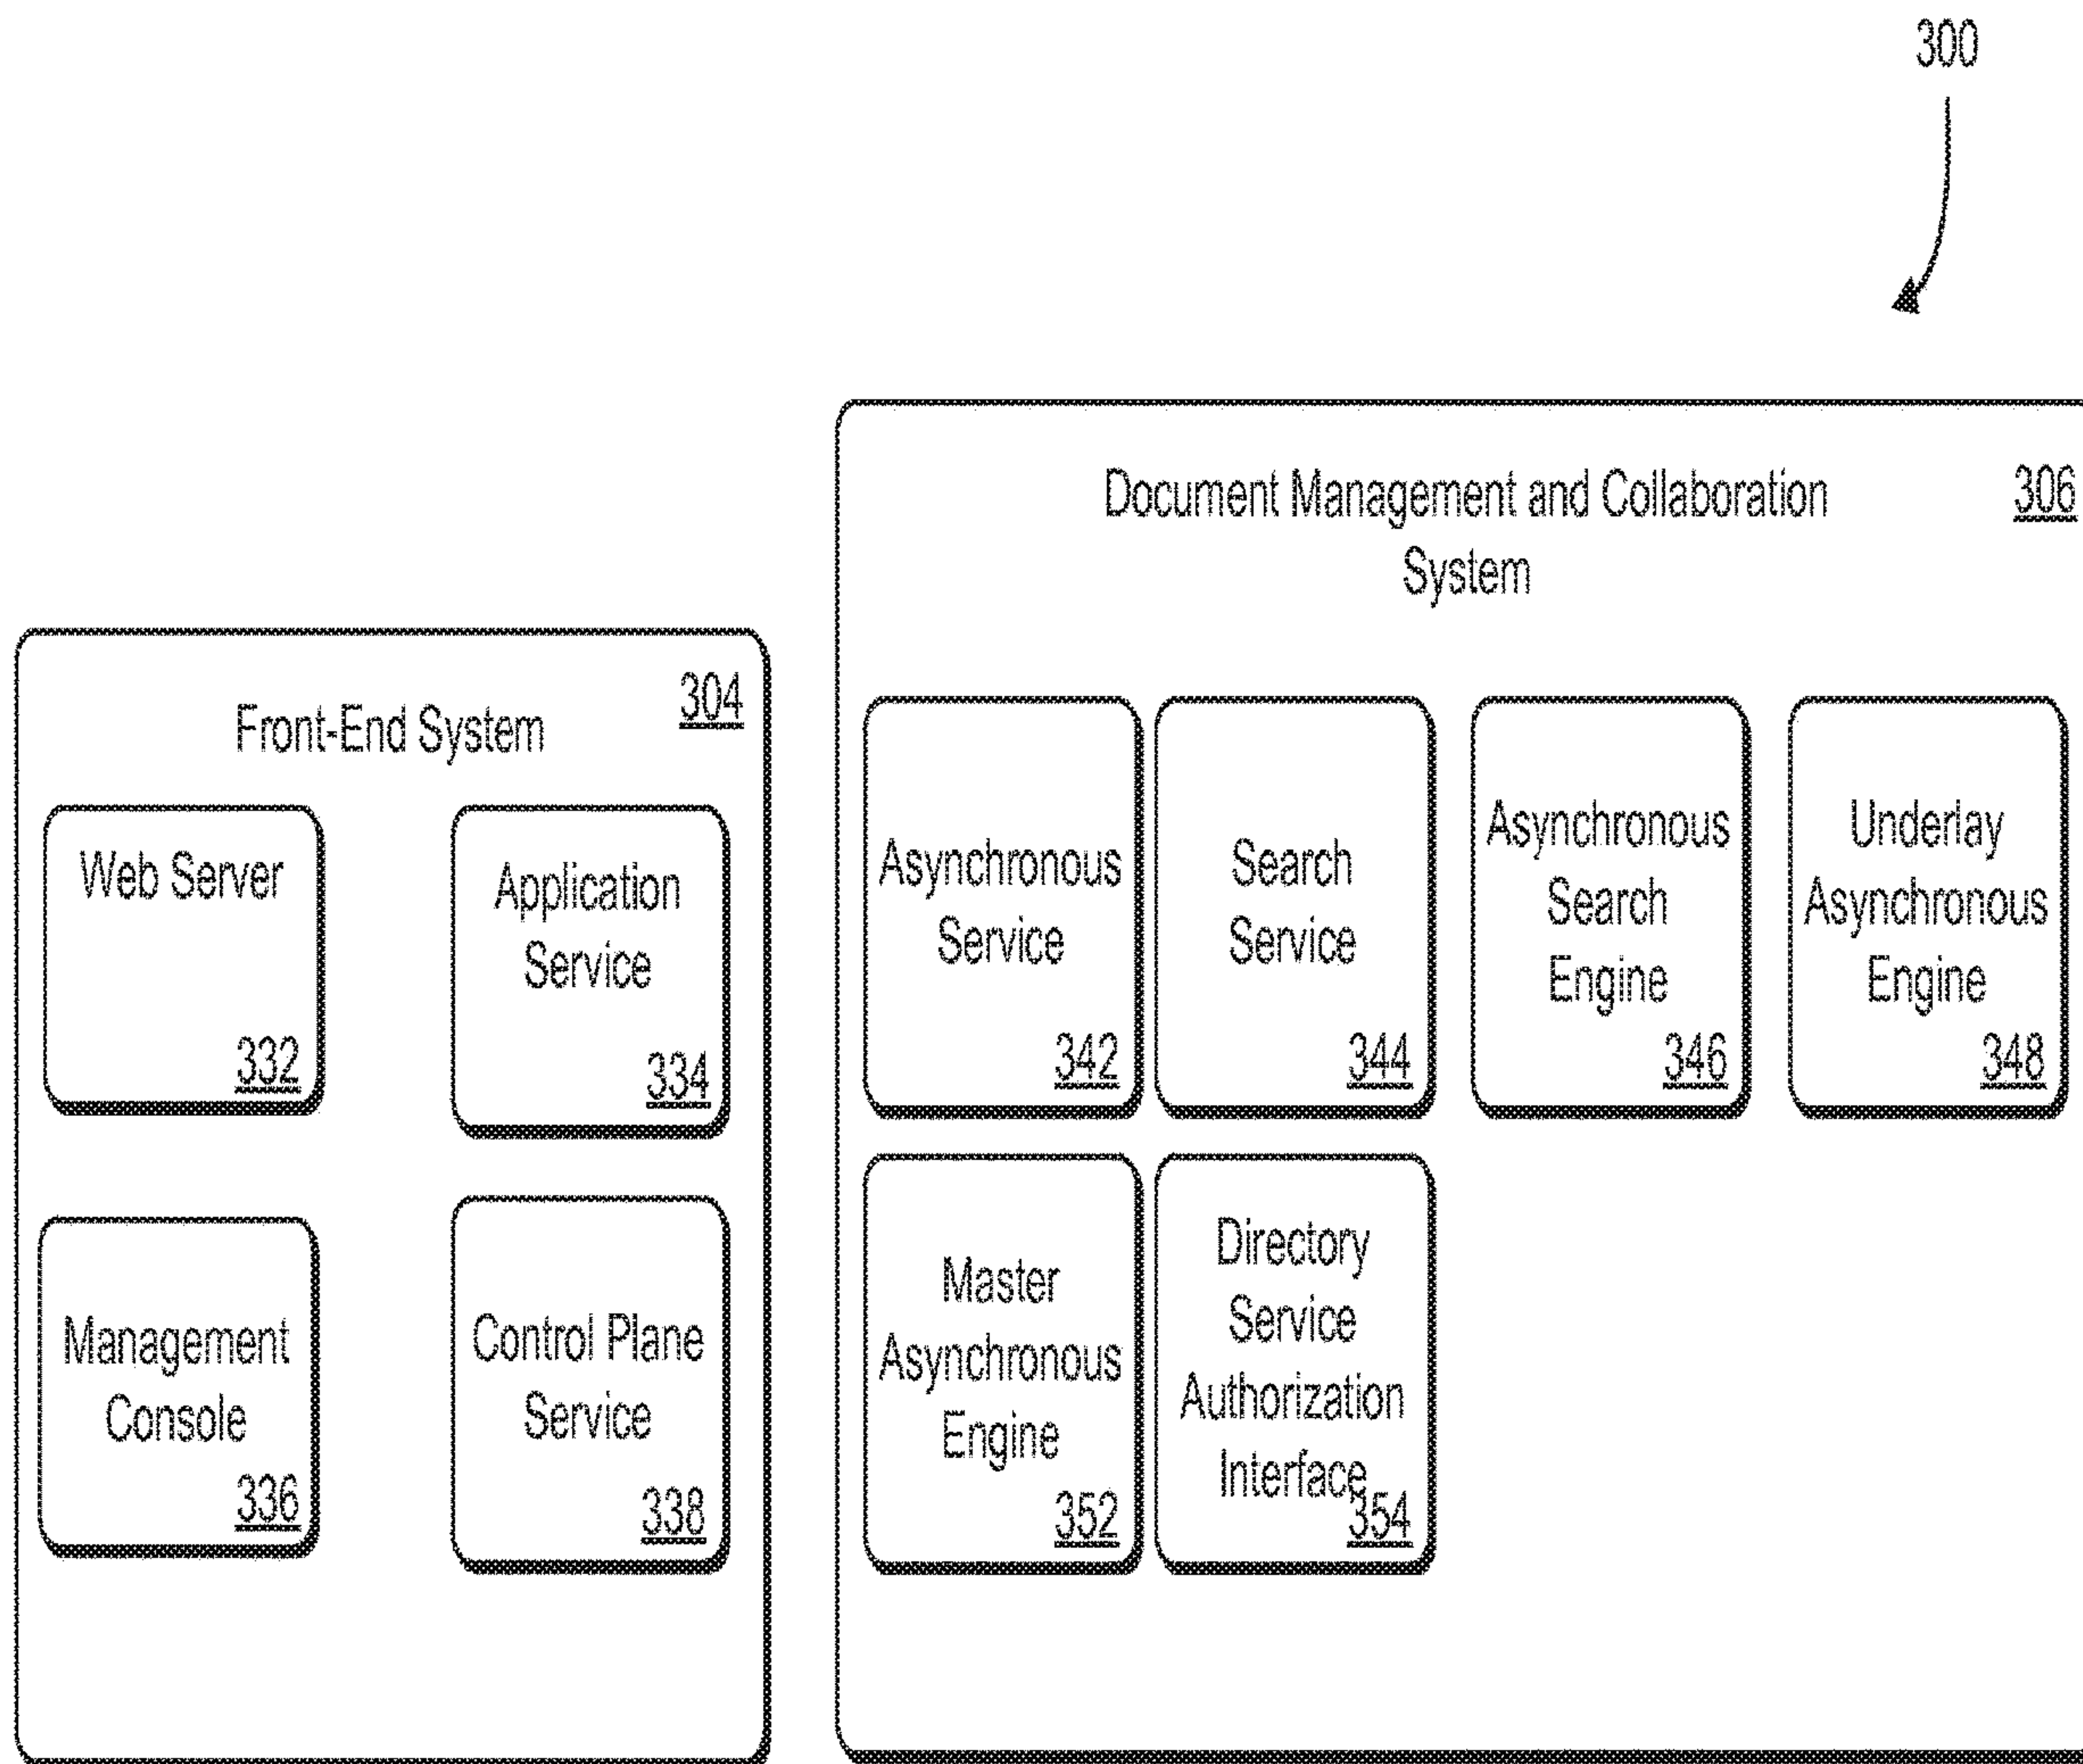 300
Document Management and Collaboration
System
306
Front-End System
304
Web Server
332
Application
Service
334
Management
Console
336
Control Plane
Service
338
Asynchronous
Service
342
Search
Service
344
Asynchronous
Search
Engine
346
Underlay
Asynchronous
Engine
348
Master
Asynchronous
Engine
352
Directory
Service
Authorization
Interface
354